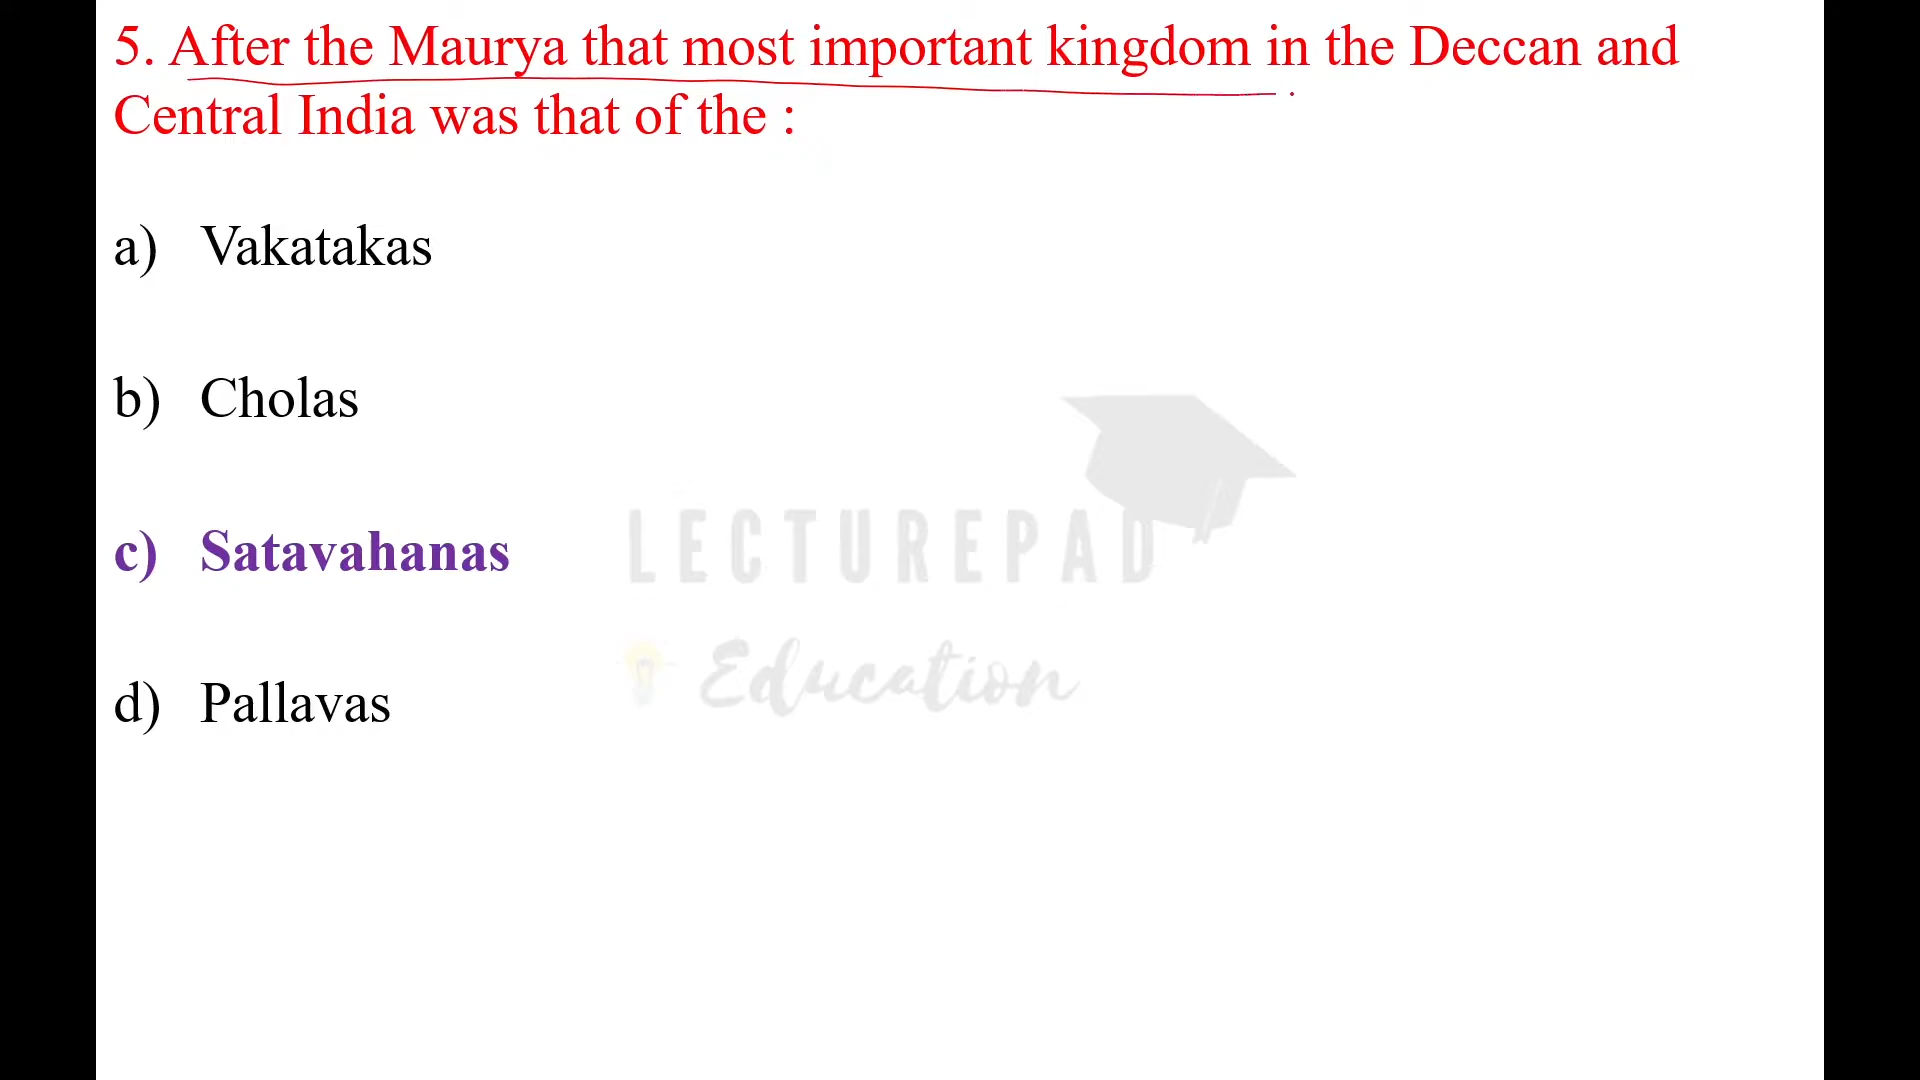 5. After the Maurya that most important kingdom in the Deccan and
Central India was that of the :
a) Vakatakas
b) Cholas
c) Satavahanas
LECTUREPAD
Education
d) Pallavas